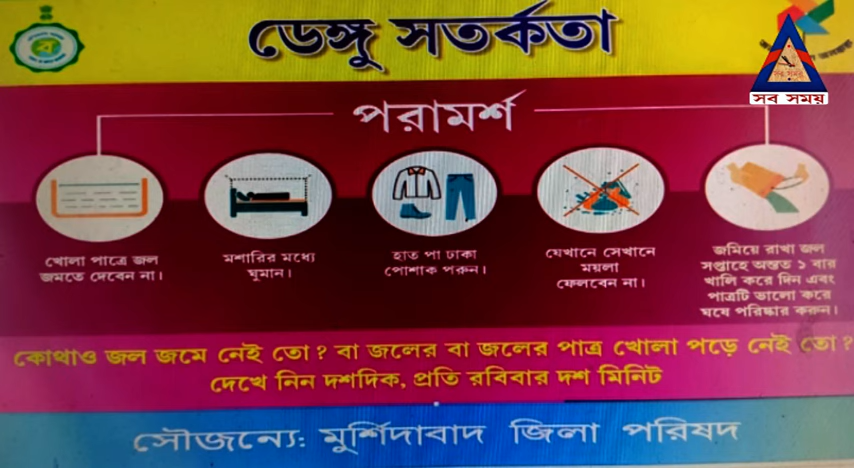 ডেঙ্গু সতর্কতা
সব সময়
পরামর্শ
খোলা পাত্রে জল
জমতে দেবেন না।
মশারির মধ্যে
ঘুমান।
হাত পা ঢাকা
পোশাক পরুন।
যেখানে সেখানে
ময়লা
ফেলবেন না।
জমিয়ে রাখা জল
সপ্তাহে অন্তত ১ বার
খালি করে দিন এবং
পাত্রটি ভালো করে
ঘষে পরিষ্কার করুন।
কোথাও জল জমে নেই তো? বা জলের বা জলের পাত্র খোলা পড়ে নেই তো?
দেখে নিন দশদিক, প্রতি রবিবার দশ মিনিট
সৌজন্যে: মুর্শিদাবাদ জিলা পরিষদ